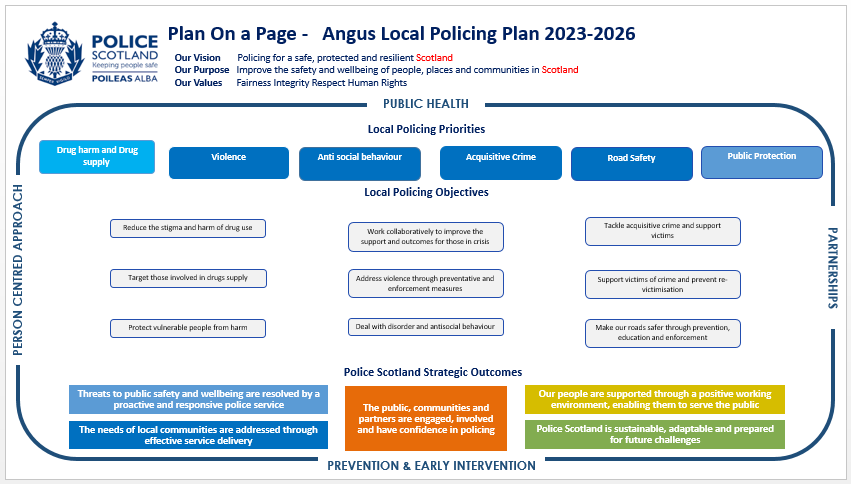 POLICE
SCOTLAND
Keeping people safe
POILEAS ALBA
Plan On a Page - Angus Local Policing Plan 2023-2026
Our Vision Policing for a safe, protected and resilient Scotland
Our Purpose Improve the safety and wellbeing of people, places and communities in Scotland
Our Values Fairness Integrity Respect Human Rights
PUBLIC HEALTH
Local Policing Priorities
Drug harm and Drug
supply
Violence
Anti social behaviour
Acquisitive Crime
Road Safety
Public Protection
Local Policing Objectives
PERSON CENTRED APPROACH
Reduce the stigma and harm of drug use
Work collaboratively to improve the
support and outcomes for those in crisis
Tackle acquisitive crime and support
victims
Target those involved in drugs supply
Address violence through preventative and
enforcement measures
Support victims of crime and prevent re-
victimisation
Protect vulnerable people from harm
Deal with disorder and antisocial behaviour
Make our roads safer through prevention,
education and enforcement
PARTNERSHIPS
Police Scotland Strategic Outcomes
Threats to public safety and wellbeing are resolved by a
proactive and responsive police service
The needs of local communities are addressed through
effective service delivery
The public, communities and
partners are engaged, involved
and have confidence in policing
Our people are supported through a positive working
environment, enabling them to serve the public
Police Scotland is sustainable, adaptable and prepared
for future challenges
PREVENTION & EARLY INTERVENTION